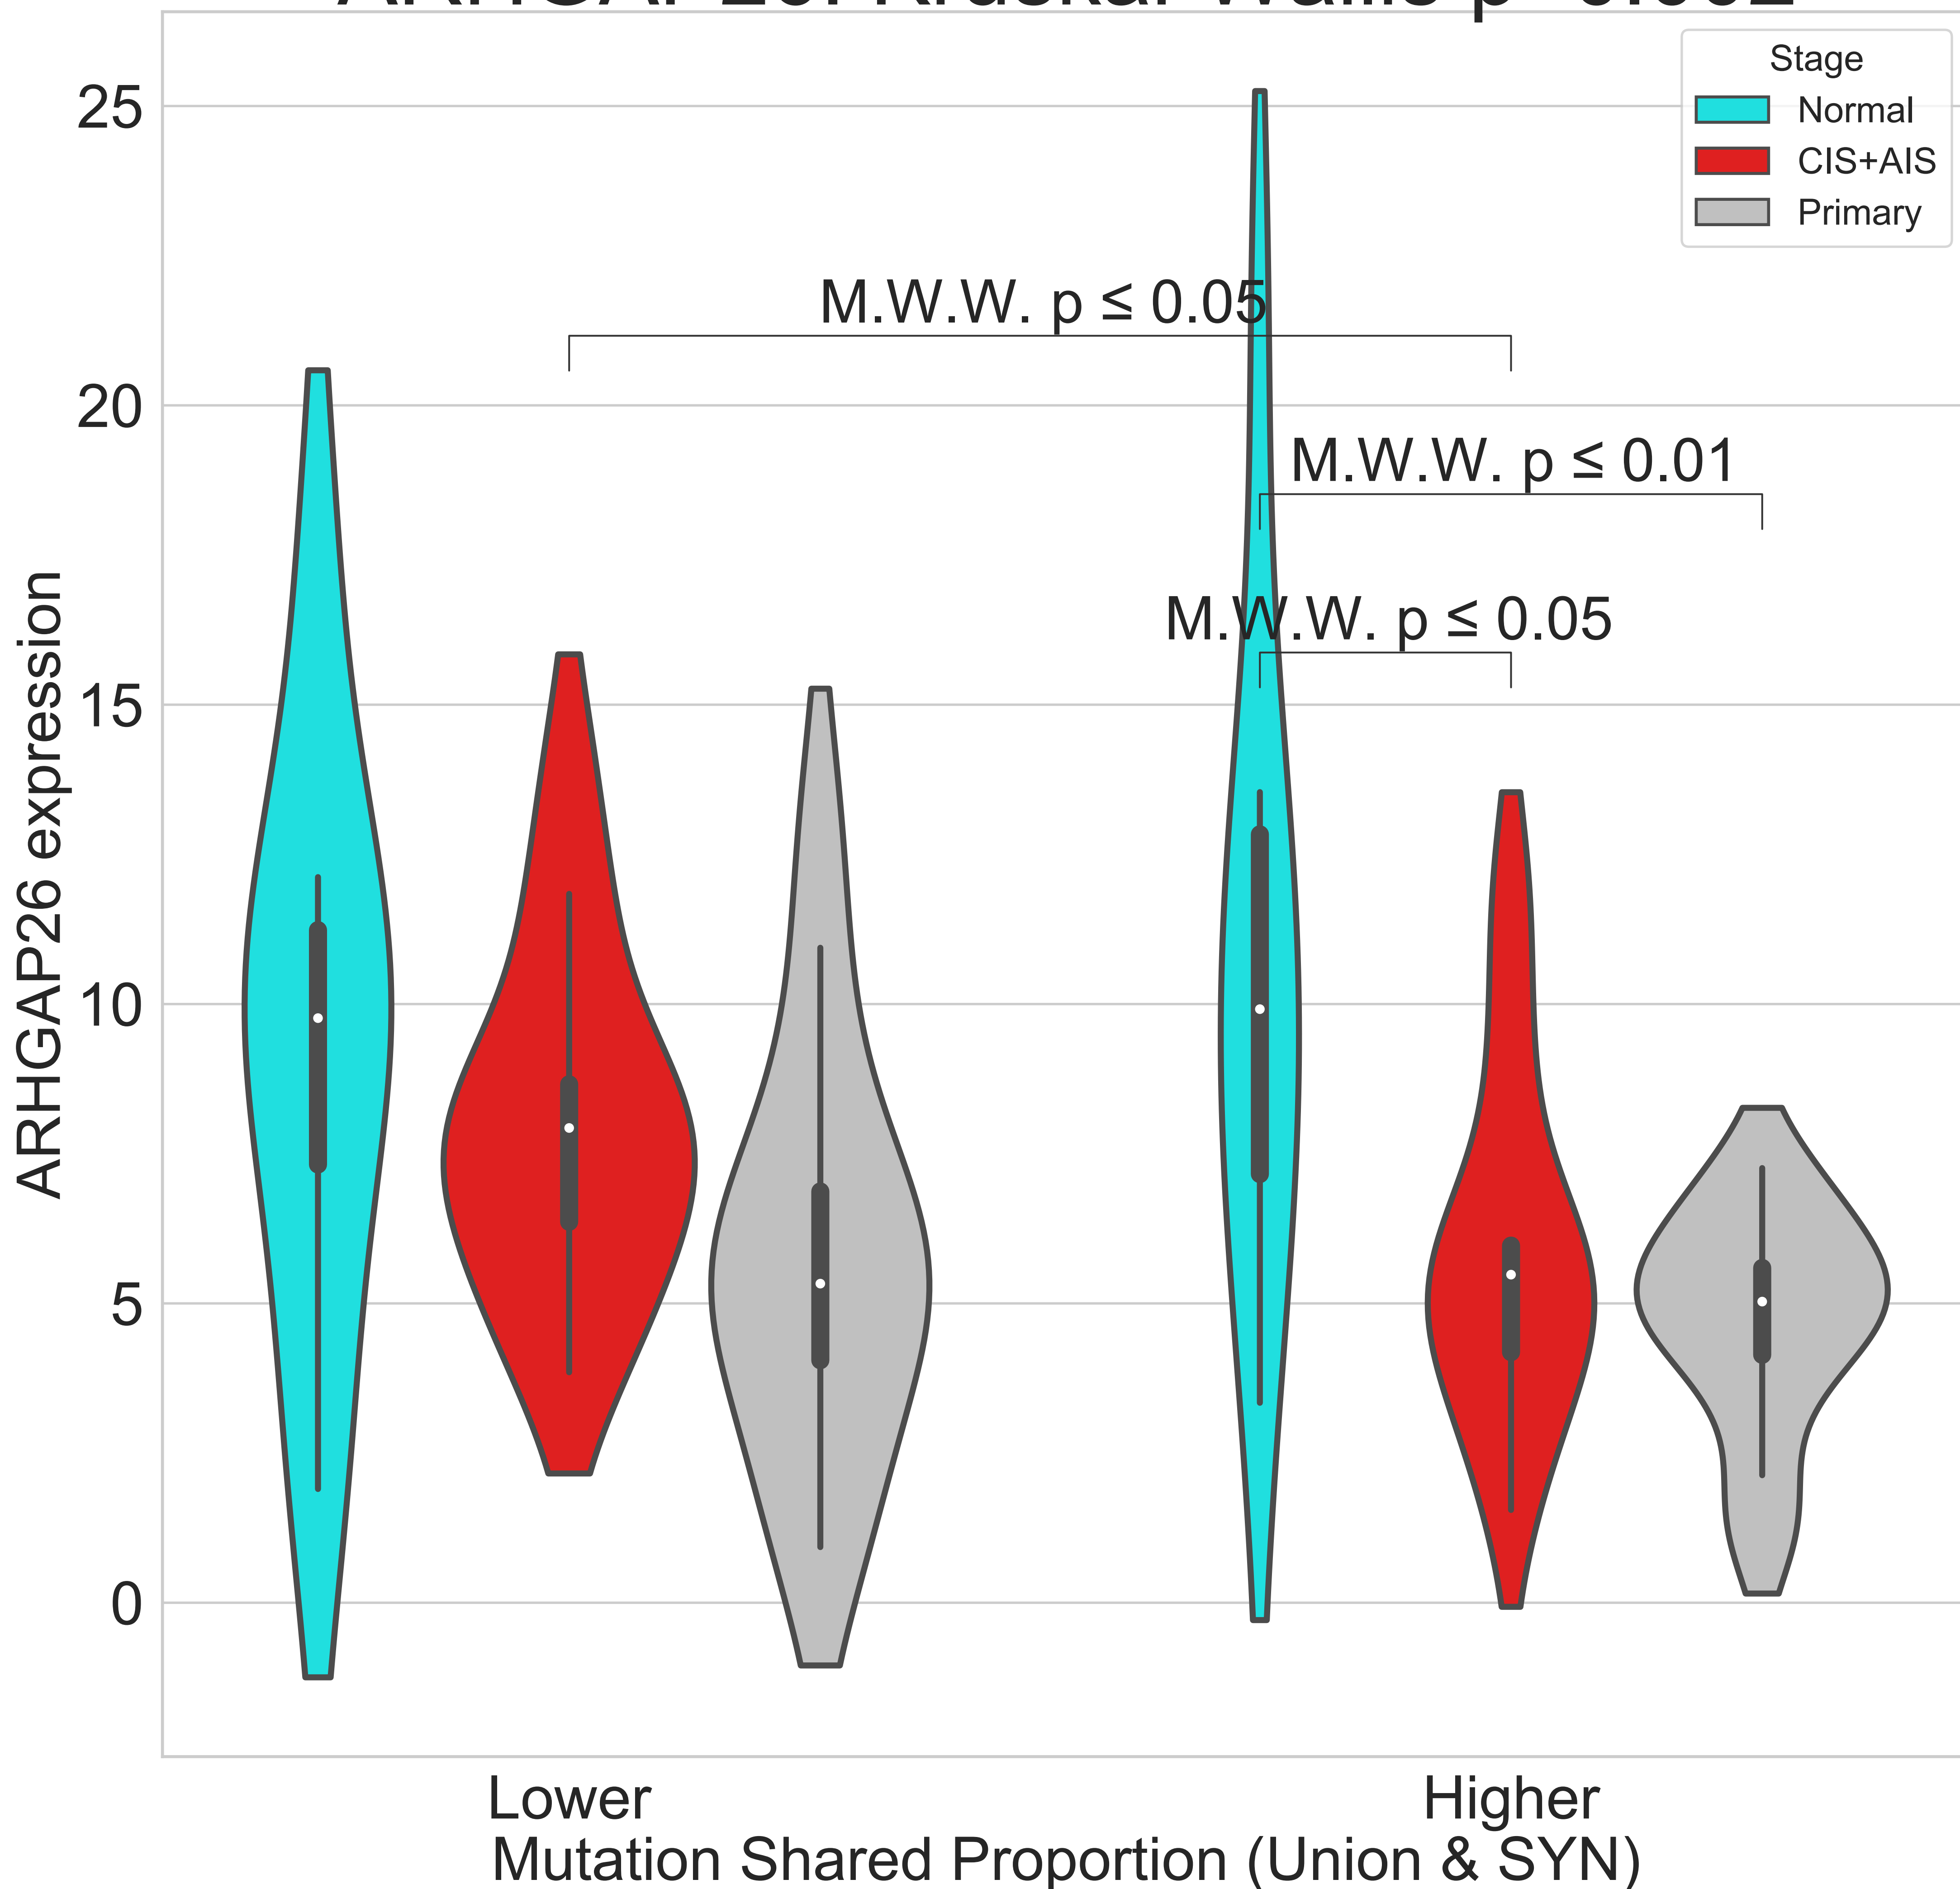 Stage
Normal
CIS+AIS
Primary
25
20
15
10
5
0
ARHGAP26 expression
M.W.W. p ≤ 0.05
M.W.W. p ≤ 0.01
M.W.W. p ≤ 0.05
Lower
Higher
Mutation Shared Proportion (Union & SYN)